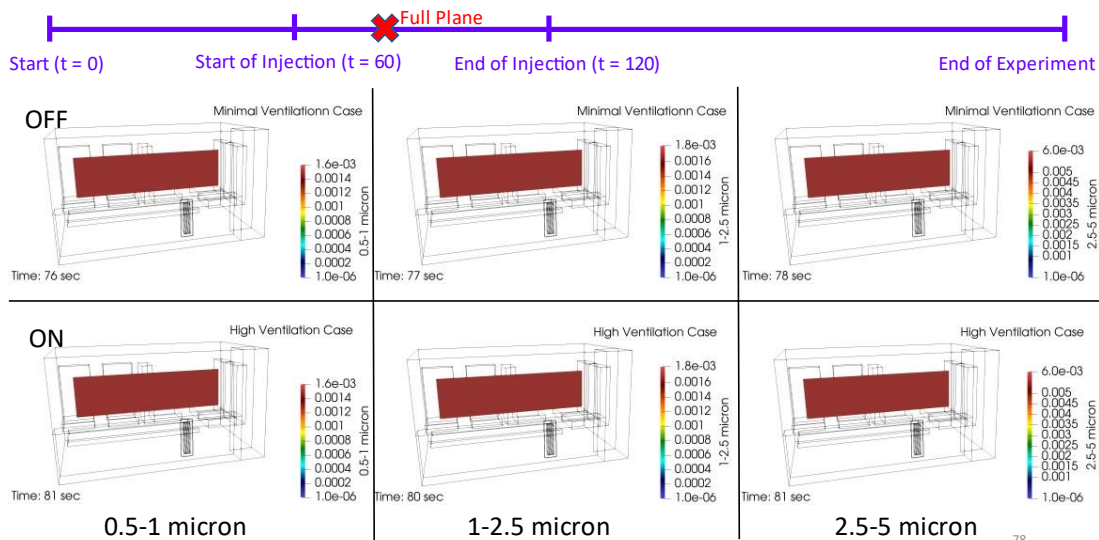 Full Plane
Start (t = 0)
Start of Injection (t = 60)
End of Injection (t = 120)
End of Experiment
OFF
Minimal Ventilationn Case
1.6e-03
0.0014
0.0012
0.001
0.0008
0.0006
0.0004
0.0002
1.0e-06
0.5-1 micron
Time: 76 sec
Minimal Ventilation Case
1.8e-03
0.0016
0.0014
0.0012
0.001
0.0008
0.0006
0.0004
0.0002
1.0e-06
1-2.5 micron
Time: 77 sec
Minimal Ventilation Case
6.0e-03
0.005
0.0045
0.004
0.0035
0.003
0.0025
0.002
0.0015
0.001
1.0e-06
2.5-5 micron
Time: 78 sec
ON
High Ventilation Case
1.6e-03
0.0014
0.0012
0.001
0.0008
0.0006
0.0004
0.0002
1.0e-06
0.5-1 micron
Time: 81 sec
High Ventilation Case
1.8e-03
0.0016
0.0014
0.0012
0.001
0.0008
0.0006
0.0004
0.0002
1.0e-06
1-2.5 micron
Time: 80 sec
High Ventilation Case
6.0e-03
0.005
0.0045
0.004
0.0035
0.003
0.0025
0.002
0.0015
0.001
1.0e-06
2.5-5 micron
Time: 81 sec
0.5-1 micron
1-2.5 micron
2.5-5 micron
78